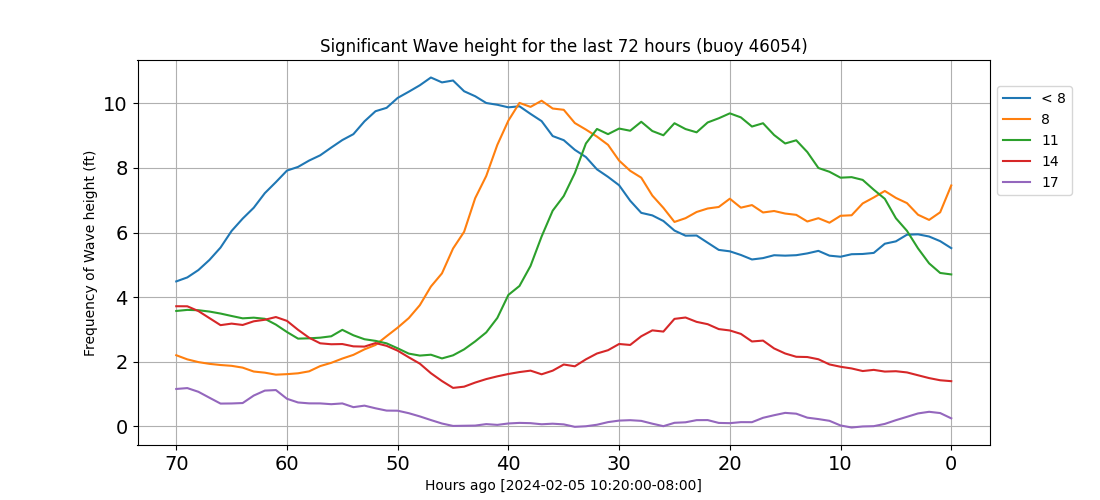 Significant Wave height for the last 72 hours (buoy 46054)
Frequency of Wave height (ft)
10
8
6
4
2
0
70 60 50 40 30 20 10 0
Hours ago [2024-02-05 10:20:00-08:00]
< 8
8
11
14
17